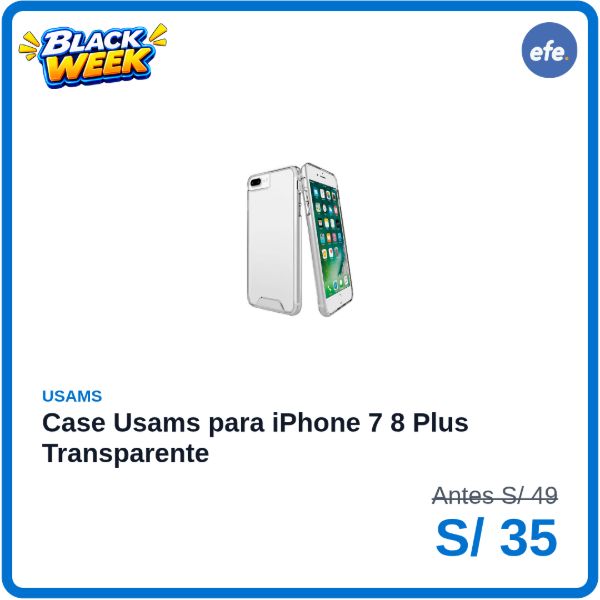 BLACK
WEEK
efe.
USAMS
Case Usams para iPhone 7 8 Plus
Transparente
Antes S/ 49
S/ 35